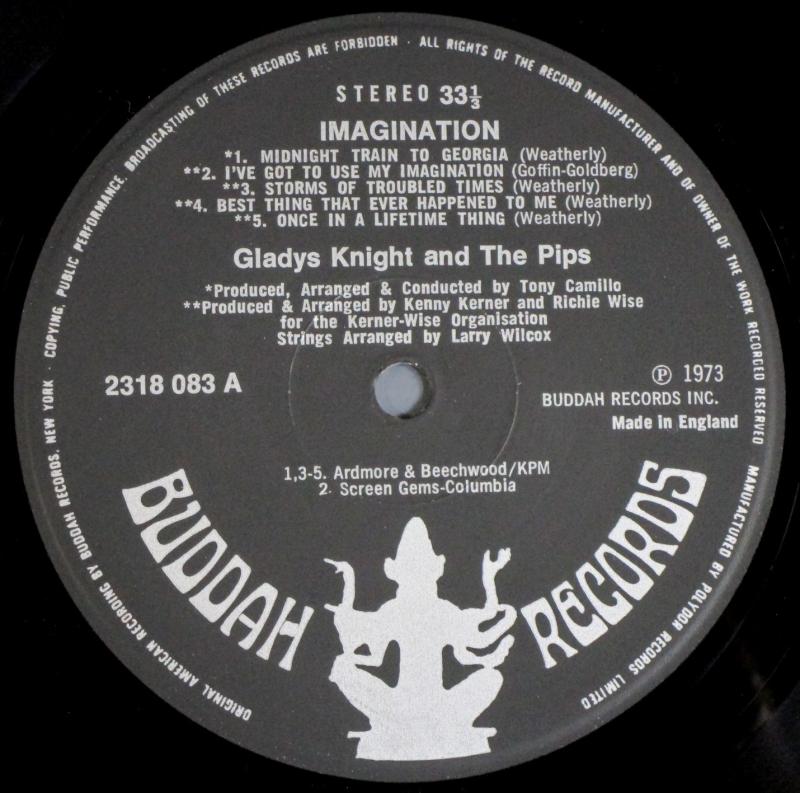 ORIGINAL AMERICAN RECORDING BY BUDDAH RECORDS, NEW YORK · COPYING, PUBLIC PERFORMANCE, BROADCASTING OF THESE RECORDS ARE FORBIDDEN · ALL RIGHTS OF THE RECORD MANUFACTURER AND OF OWNER OF THE WORK RECORDED RESERVED MANUFACTURED BY POLYDOR RECORDS LIMITED
STEREO 33⅓
IMAGINATION
*1. MIDNIGHT TRAIN TO GEORGIA (Weatherly)
**2. I'VE GOT TO USE MY IMAGINATION (Goffin-Goldberg)
**3. STORMS OF TROUBLED TIMES (Weatherly)
**4. BEST THING THAT EVER HAPPENED TO ME (Weatherly)
**5. ONCE IN A LIFETIME THING (Weatherly)
Gladys Knight and The Pips
*Produced, Arranged & Conducted by Tony Camillo
**Produced & Arranged by Kenny Kerner and Richie Wise
for the Kerner-Wise Organisation
Strings Arranged by Larry Wilcox
2318 083 A
℗ 1973
BUDDAH RECORDS INC.
Made in England
1,3-5. Ardmore & Beechwood/KPM
2. Screen Gems-Columbia
BUDDAH RECORDS